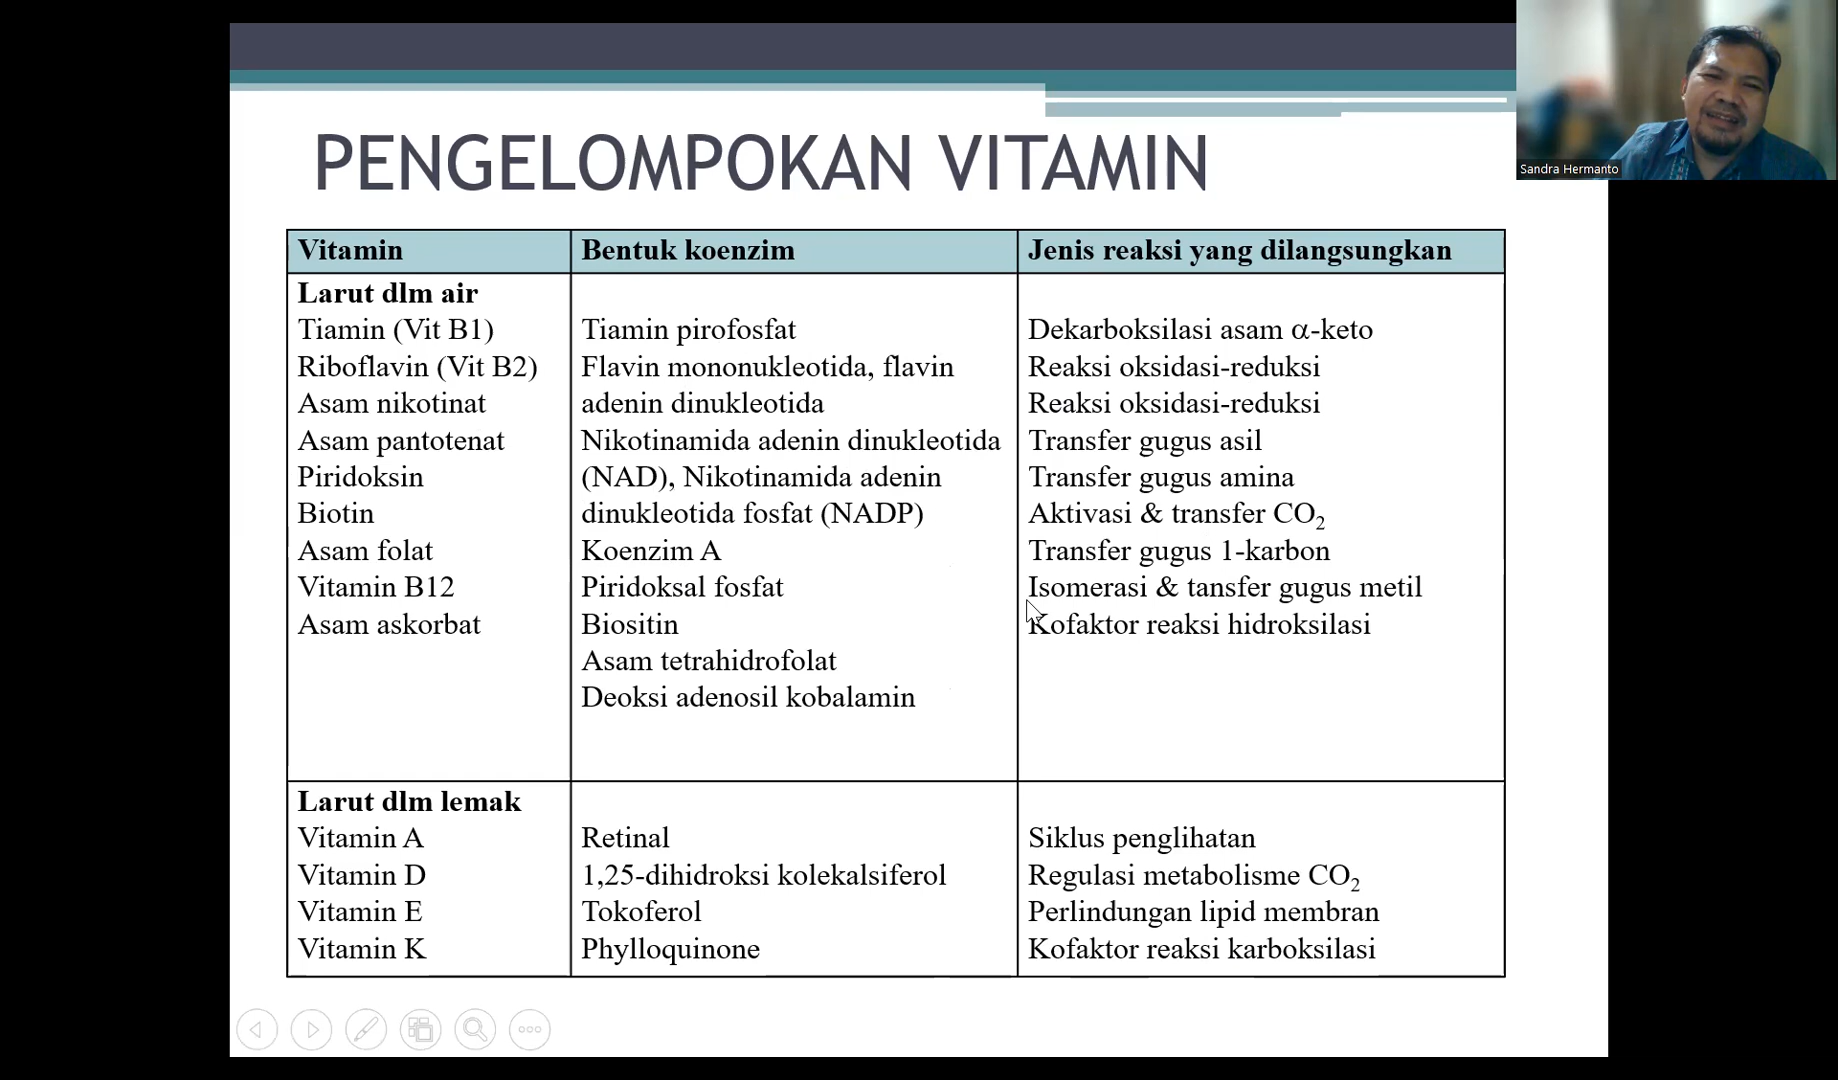 Sandra Hermanto
PENGELOMPOKAN VITAMIN
Vitamin Bentuk koenzim Jenis reaksi yang dilangsungkan
Larut dlm air
Tiamin (Vit B1)
Riboflavin (Vit B2)
Asam nikotinat
Asam pantotenat
Piridoksin
Biotin
Asam folat
Vitamin B12
Asam askorbat
Tiamin pirofosfat
Flavin mononukleotida, flavin
adenin dinukleotida
Nikotinamida adenin dinukleotida
(NAD), Nikotinamida adenin
dinukleotida fosfat (NADP)
Koenzim A
Piridoksal fosfat
Biositin
Asam tetrahidrofolat
Deoksi adenosil kobalamin
Dekarboksilasi asam α-keto
Reaksi oksidasi-reduksi
Reaksi oksidasi-reduksi
Transfer gugus asil
Transfer gugus amina
Aktivasi & transfer CO₂
Transfer gugus 1-karbon
Isomerasi & tansfer gugus metil
Kofaktor reaksi hidroksilasi
Larut dlm lemak
Vitamin A
Vitamin D
Vitamin E
Vitamin K
Retinal
1,25-dihidroksi kolekalsiferol
Tokoferol
Phylloquinone
Siklus penglihatan
Regulasi metabolisme CO₂
Perlindungan lipid membran
Kofaktor reaksi karboksilasi